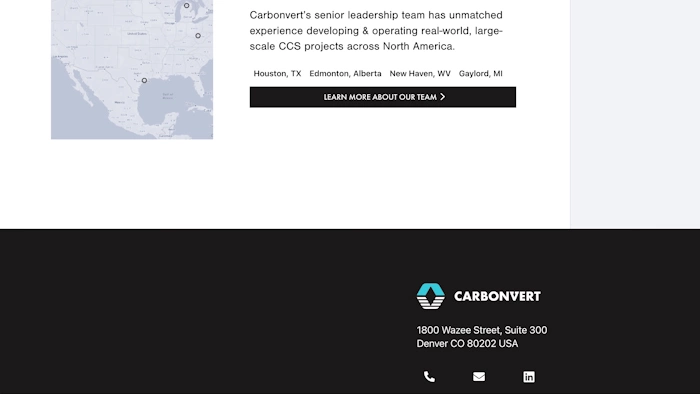 Carbonvert's senior leadership team has unmatched
experience developing & operating real-world, large-
scale CCS projects across North America.
Houston, TX Edmonton, Alberta New Haven, WV Gaylord, MI
LEARN MORE ABOUT OUR TEAM
CARBONVERT
1800 Wazee Street, Suite 300
Denver CO 80202 USA